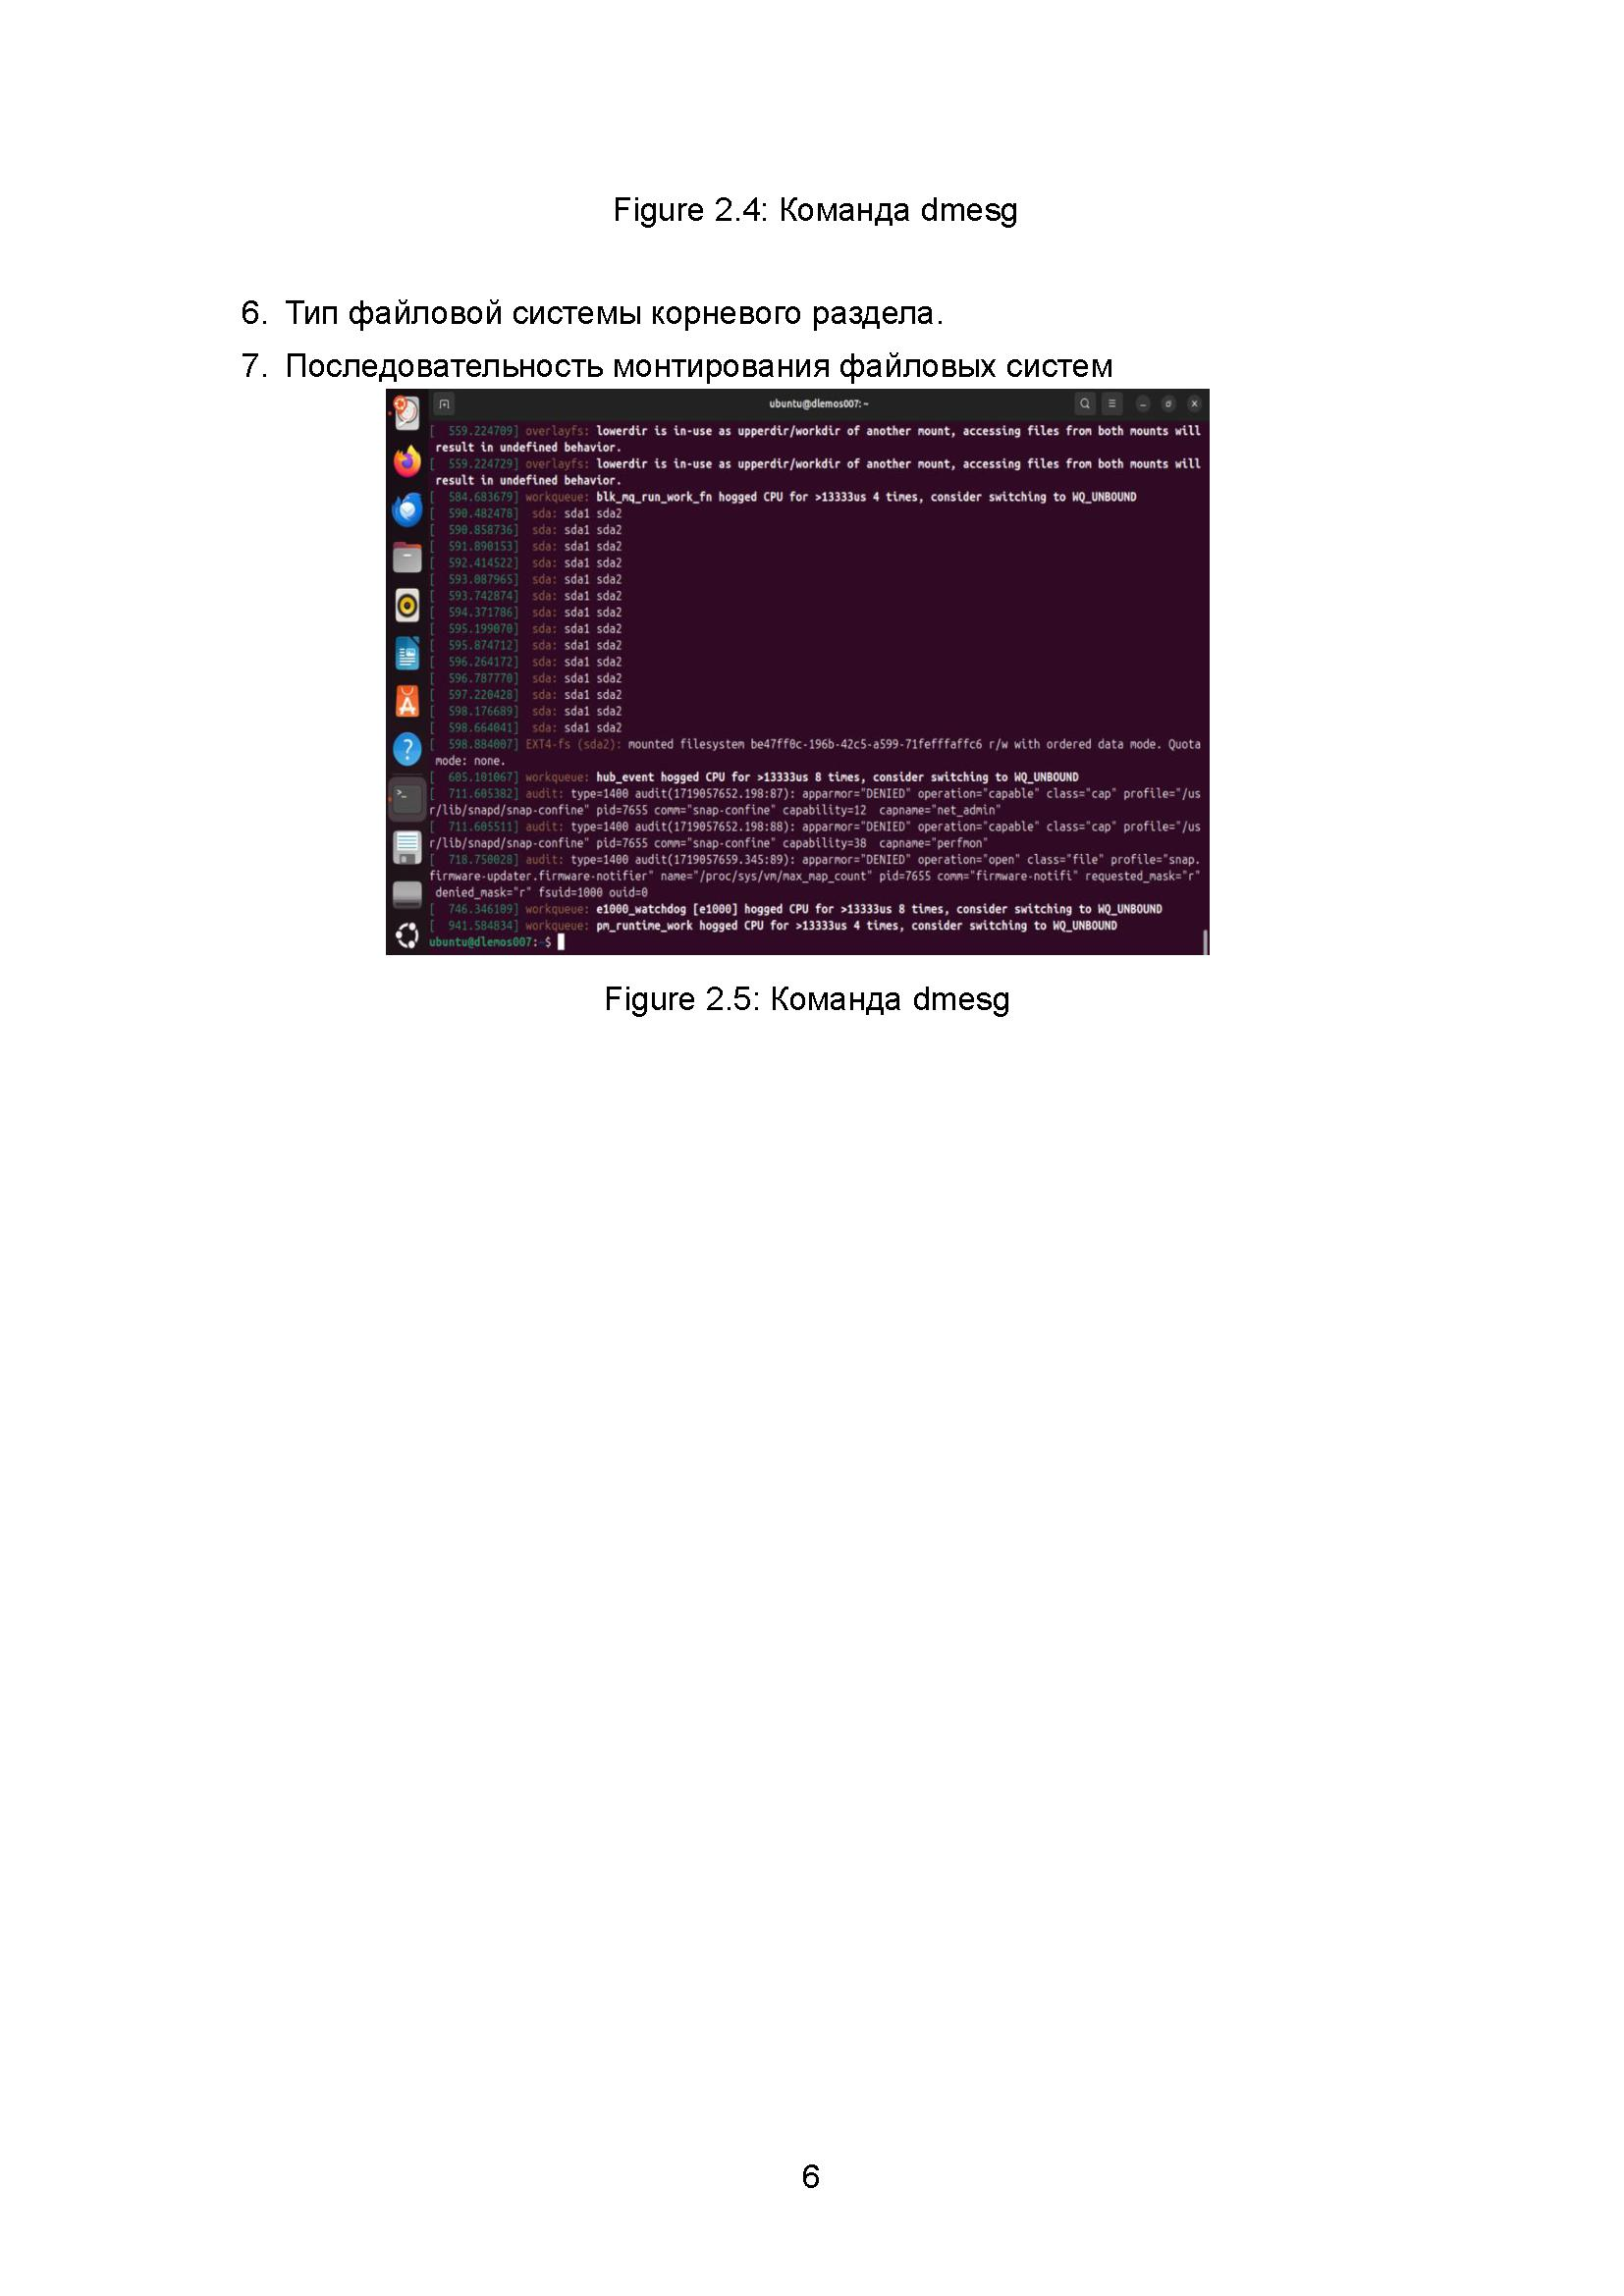 Figure 2.4: Команда dmesg
6. Тип файловой системы корневого раздела.
7. Последовательность монтирования файловых систем
ubuntu@dlemos007: ~
[  559.224709] overlayfs: lowerdir is in-use as upperdir/workdir of another mount, accessing files from both mounts will
result in undefined behavior.
[  559.224729] overlayfs: lowerdir is in-use as upperdir/workdir of another mount, accessing files from both mounts will
result in undefined behavior.
[  584.683679] workqueue: blk_mq_run_work_fn hogged CPU for >13333us 4 times, consider switching to WQ_UNBOUND
[  590.482478]  sda: sda1 sda2
[  590.858736]  sda: sda1 sda2
[  591.890153]  sda: sda1 sda2
[  592.414522]  sda: sda1 sda2
[  593.087965]  sda: sda1 sda2
[  593.742874]  sda: sda1 sda2
[  594.371786]  sda: sda1 sda2
[  595.199070]  sda: sda1 sda2
[  595.874712]  sda: sda1 sda2
[  596.264172]  sda: sda1 sda2
[  596.787770]  sda: sda1 sda2
[  597.220428]  sda: sda1 sda2
[  598.176689]  sda: sda1 sda2
[  598.664041]  sda: sda1 sda2
[  598.884007] EXT4-fs (sda2): mounted filesystem be47ff0c-196b-42c5-a599-71fefffaffc6 r/w with ordered data mode. Quota
mode: none.
[  605.101067] workqueue: hub_event hogged CPU for >13333us 8 times, consider switching to WQ_UNBOUND
[  711.605382] audit: type=1400 audit(1719057652.198:87): apparmor="DENIED" operation="capable" class="cap" profile="/us
r/lib/snapd/snap-confine" pid=7655 comm="snap-confine" capability=12  capname="net_admin"
[  711.605511] audit: type=1400 audit(1719057652.198:88): apparmor="DENIED" operation="capable" class="cap" profile="/us
r/lib/snapd/snap-confine" pid=7655 comm="snap-confine" capability=38  capname="perfmon"
[  718.750028] audit: type=1400 audit(1719057659.345:89): apparmor="DENIED" operation="open" class="file" profile="snap.
firmware-updater.firmware-notifier" name="/proc/sys/vm/max_map_count" pid=7655 comm="firmware-notifi" requested_mask="r"
denied_mask="r" fsuid=1000 ouid=0
[  746.346109] workqueue: e1000_watchdog [e1000] hogged CPU for >13333us 8 times, consider switching to WQ_UNBOUND
[  941.584834] workqueue: pm_runtime_work hogged CPU for >13333us 4 times, consider switching to WQ_UNBOUND
ubuntu@dlemos007:~$
Figure 2.5: Команда dmesg
6